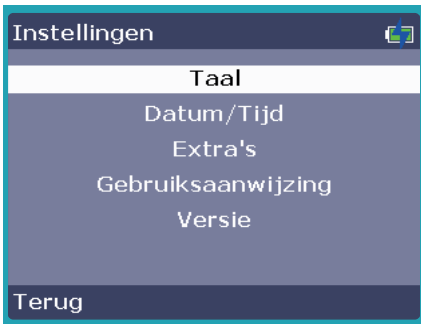 Instellingen
Taal
Datum/Tijd
Extra's
Gebruiksaanwijzing
Versie
Terug